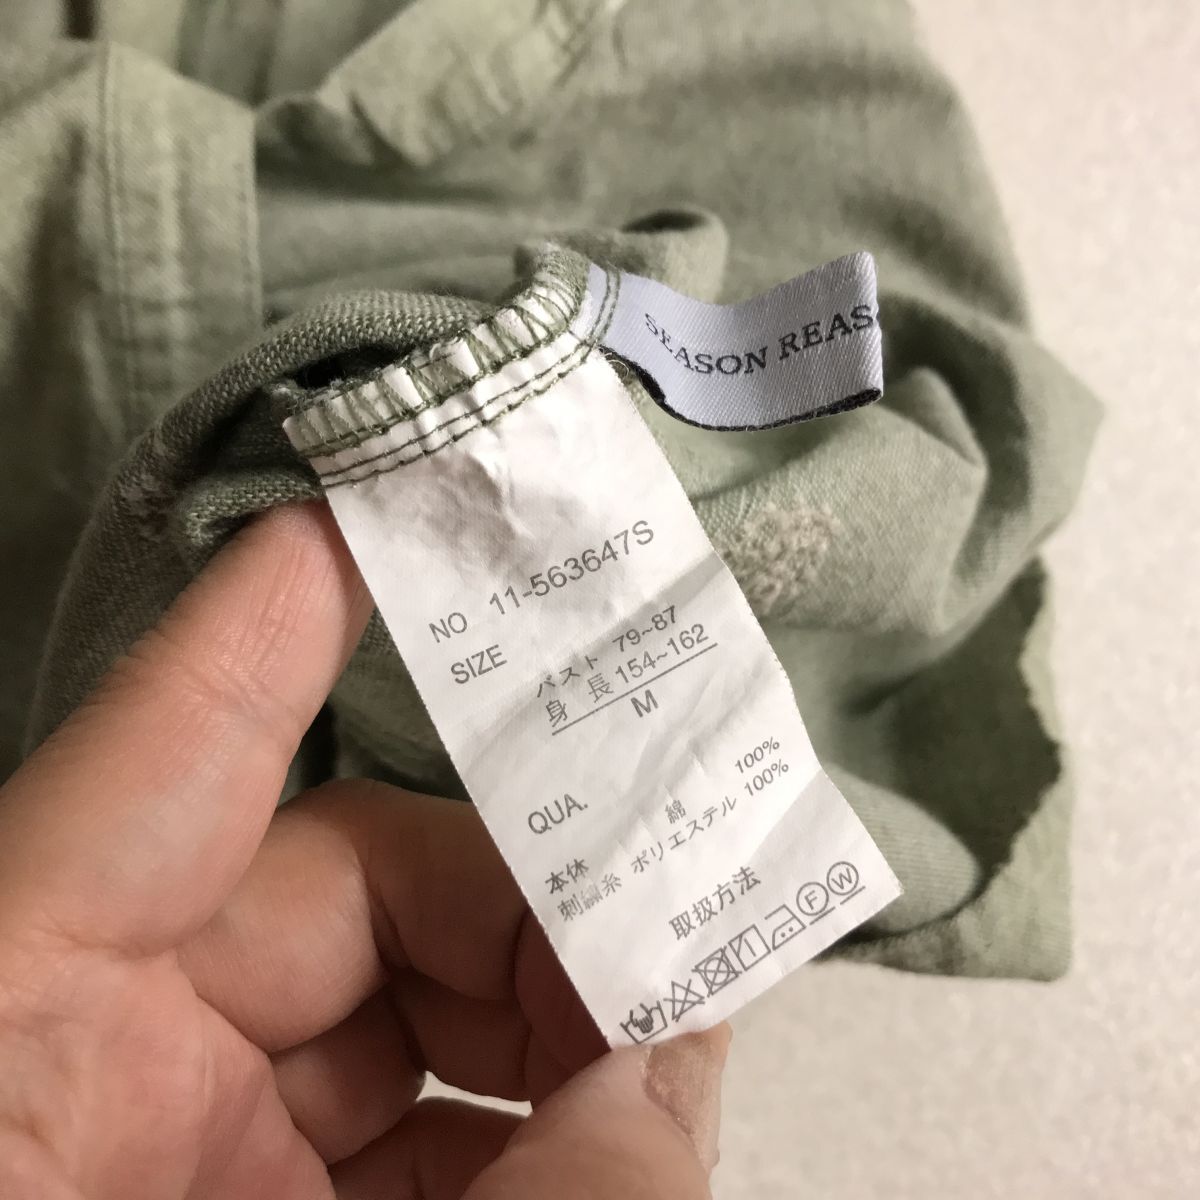 SEASON REAS
NO 11-563647S
SIZE
バスト 79~87
身 長 154~162
M
QUA.
本体 綿 100%
刺繍糸 ポリエステル 100%
取扱方法
F W